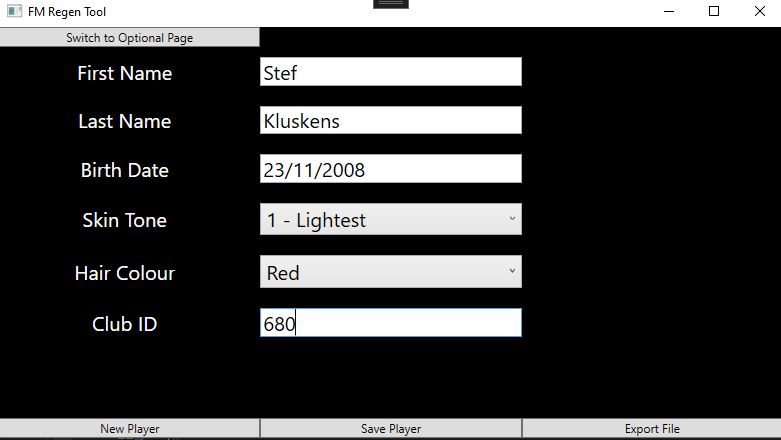 FM Regen Tool
Switch to Optional Page
First Name Stef
Last Name Kluskens
Birth Date 23/11/2008
Skin Tone 1 - Lightest
Hair Colour Red
Club ID 680
New Player Save Player Export File